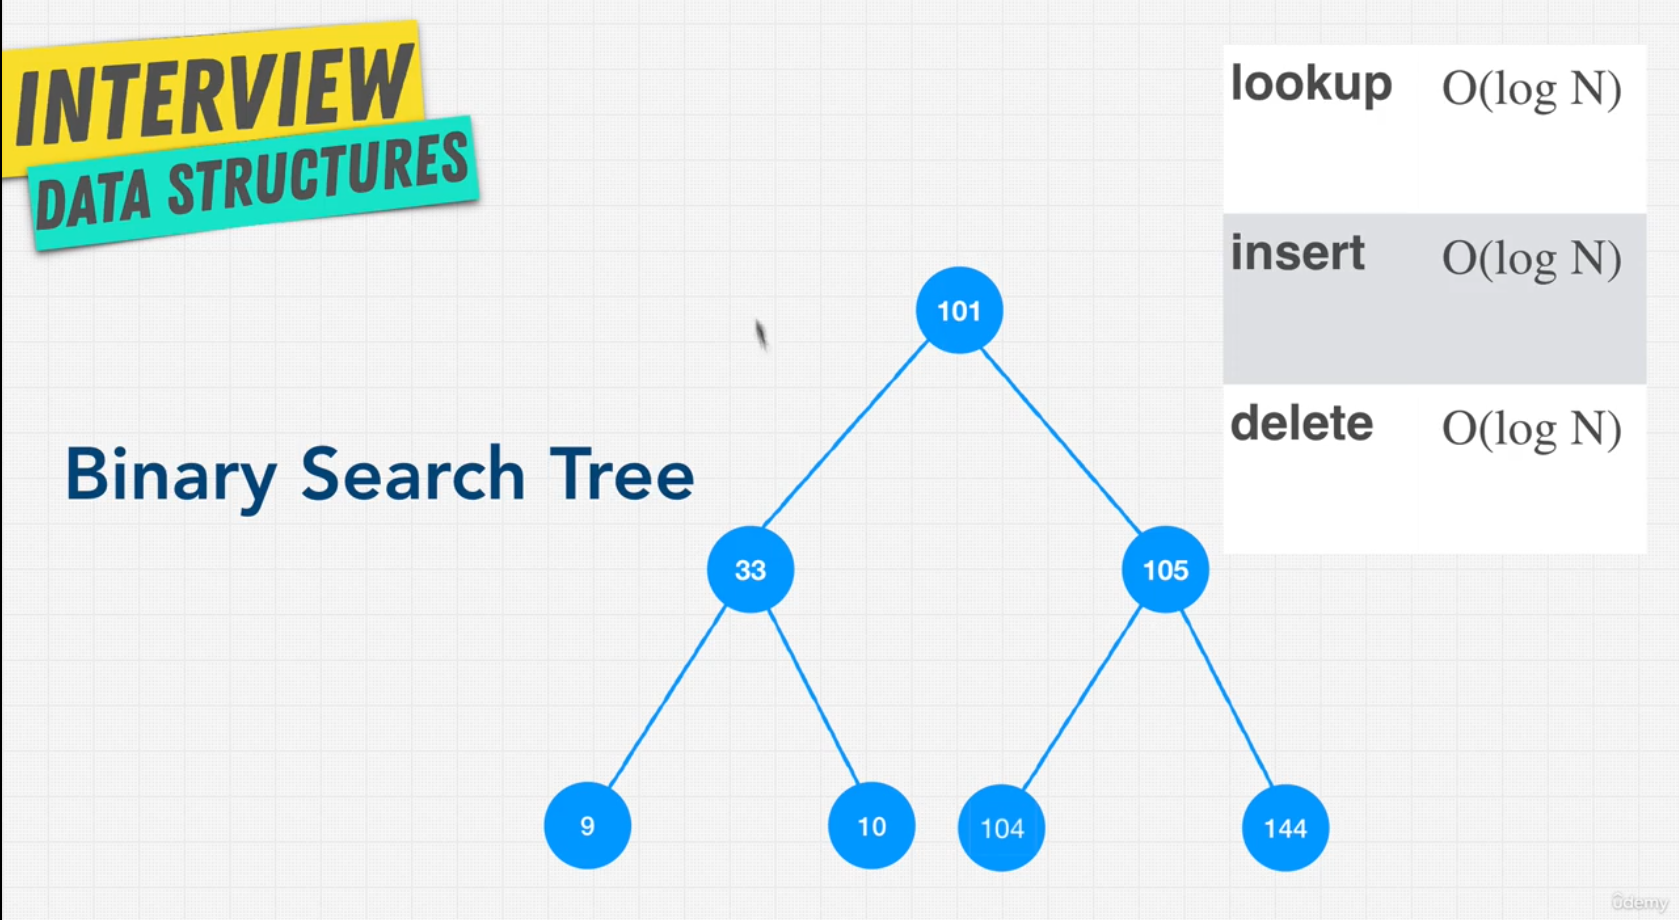 INTERVIEW
DATA STRUCTURES
lookup O(log N)
insert O(log N)
delete O(log N)
Binary Search Tree
101
33 105
9 10 104 144
ûdemy